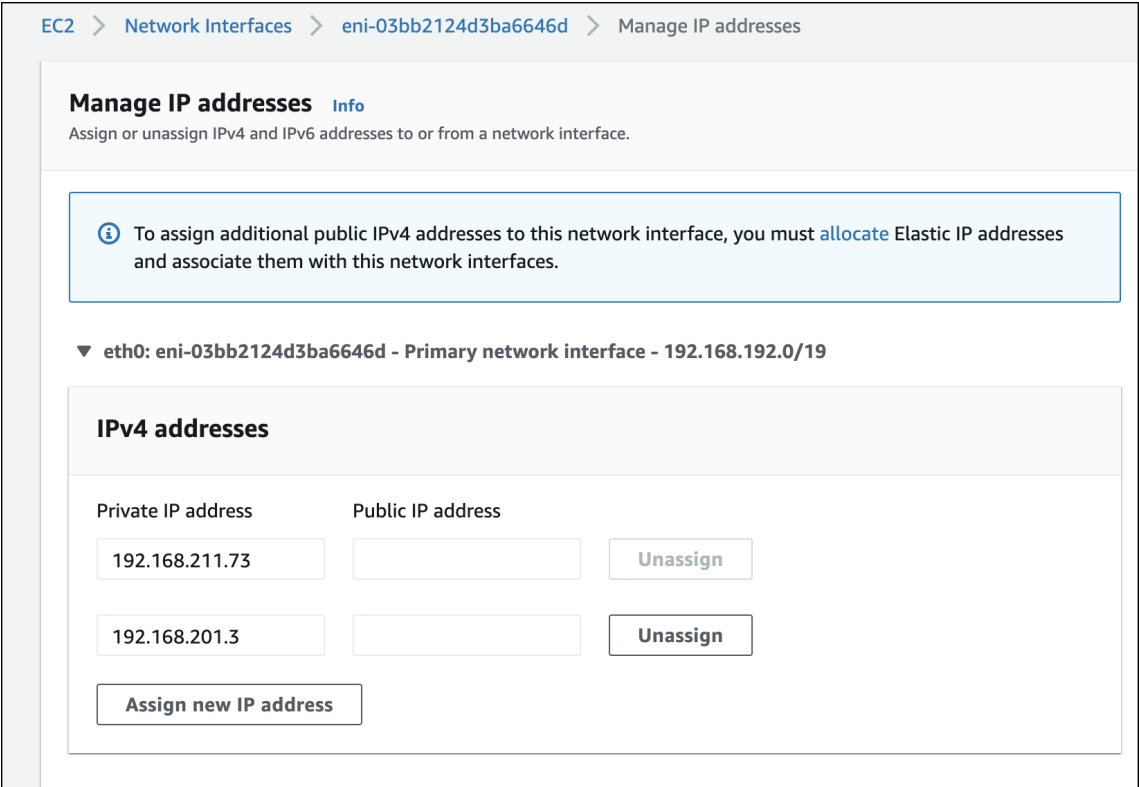 EC2 > Network Interfaces > eni-03bb2124d3ba6646d > Manage IP addresses
Manage IP addresses Info
Assign or unassign IPv4 and IPv6 addresses to or from a network interface.
To assign additional public IPv4 addresses to this network interface, you must allocate Elastic IP addresses
and associate them with this network interfaces.
eth0: eni-03bb2124d3ba6646d - Primary network interface - 192.168.192.0/19
IPv4 addresses
Private IP address Public IP address
192.168.211.73 Unassign
192.168.201.3 Unassign
Assign new IP address